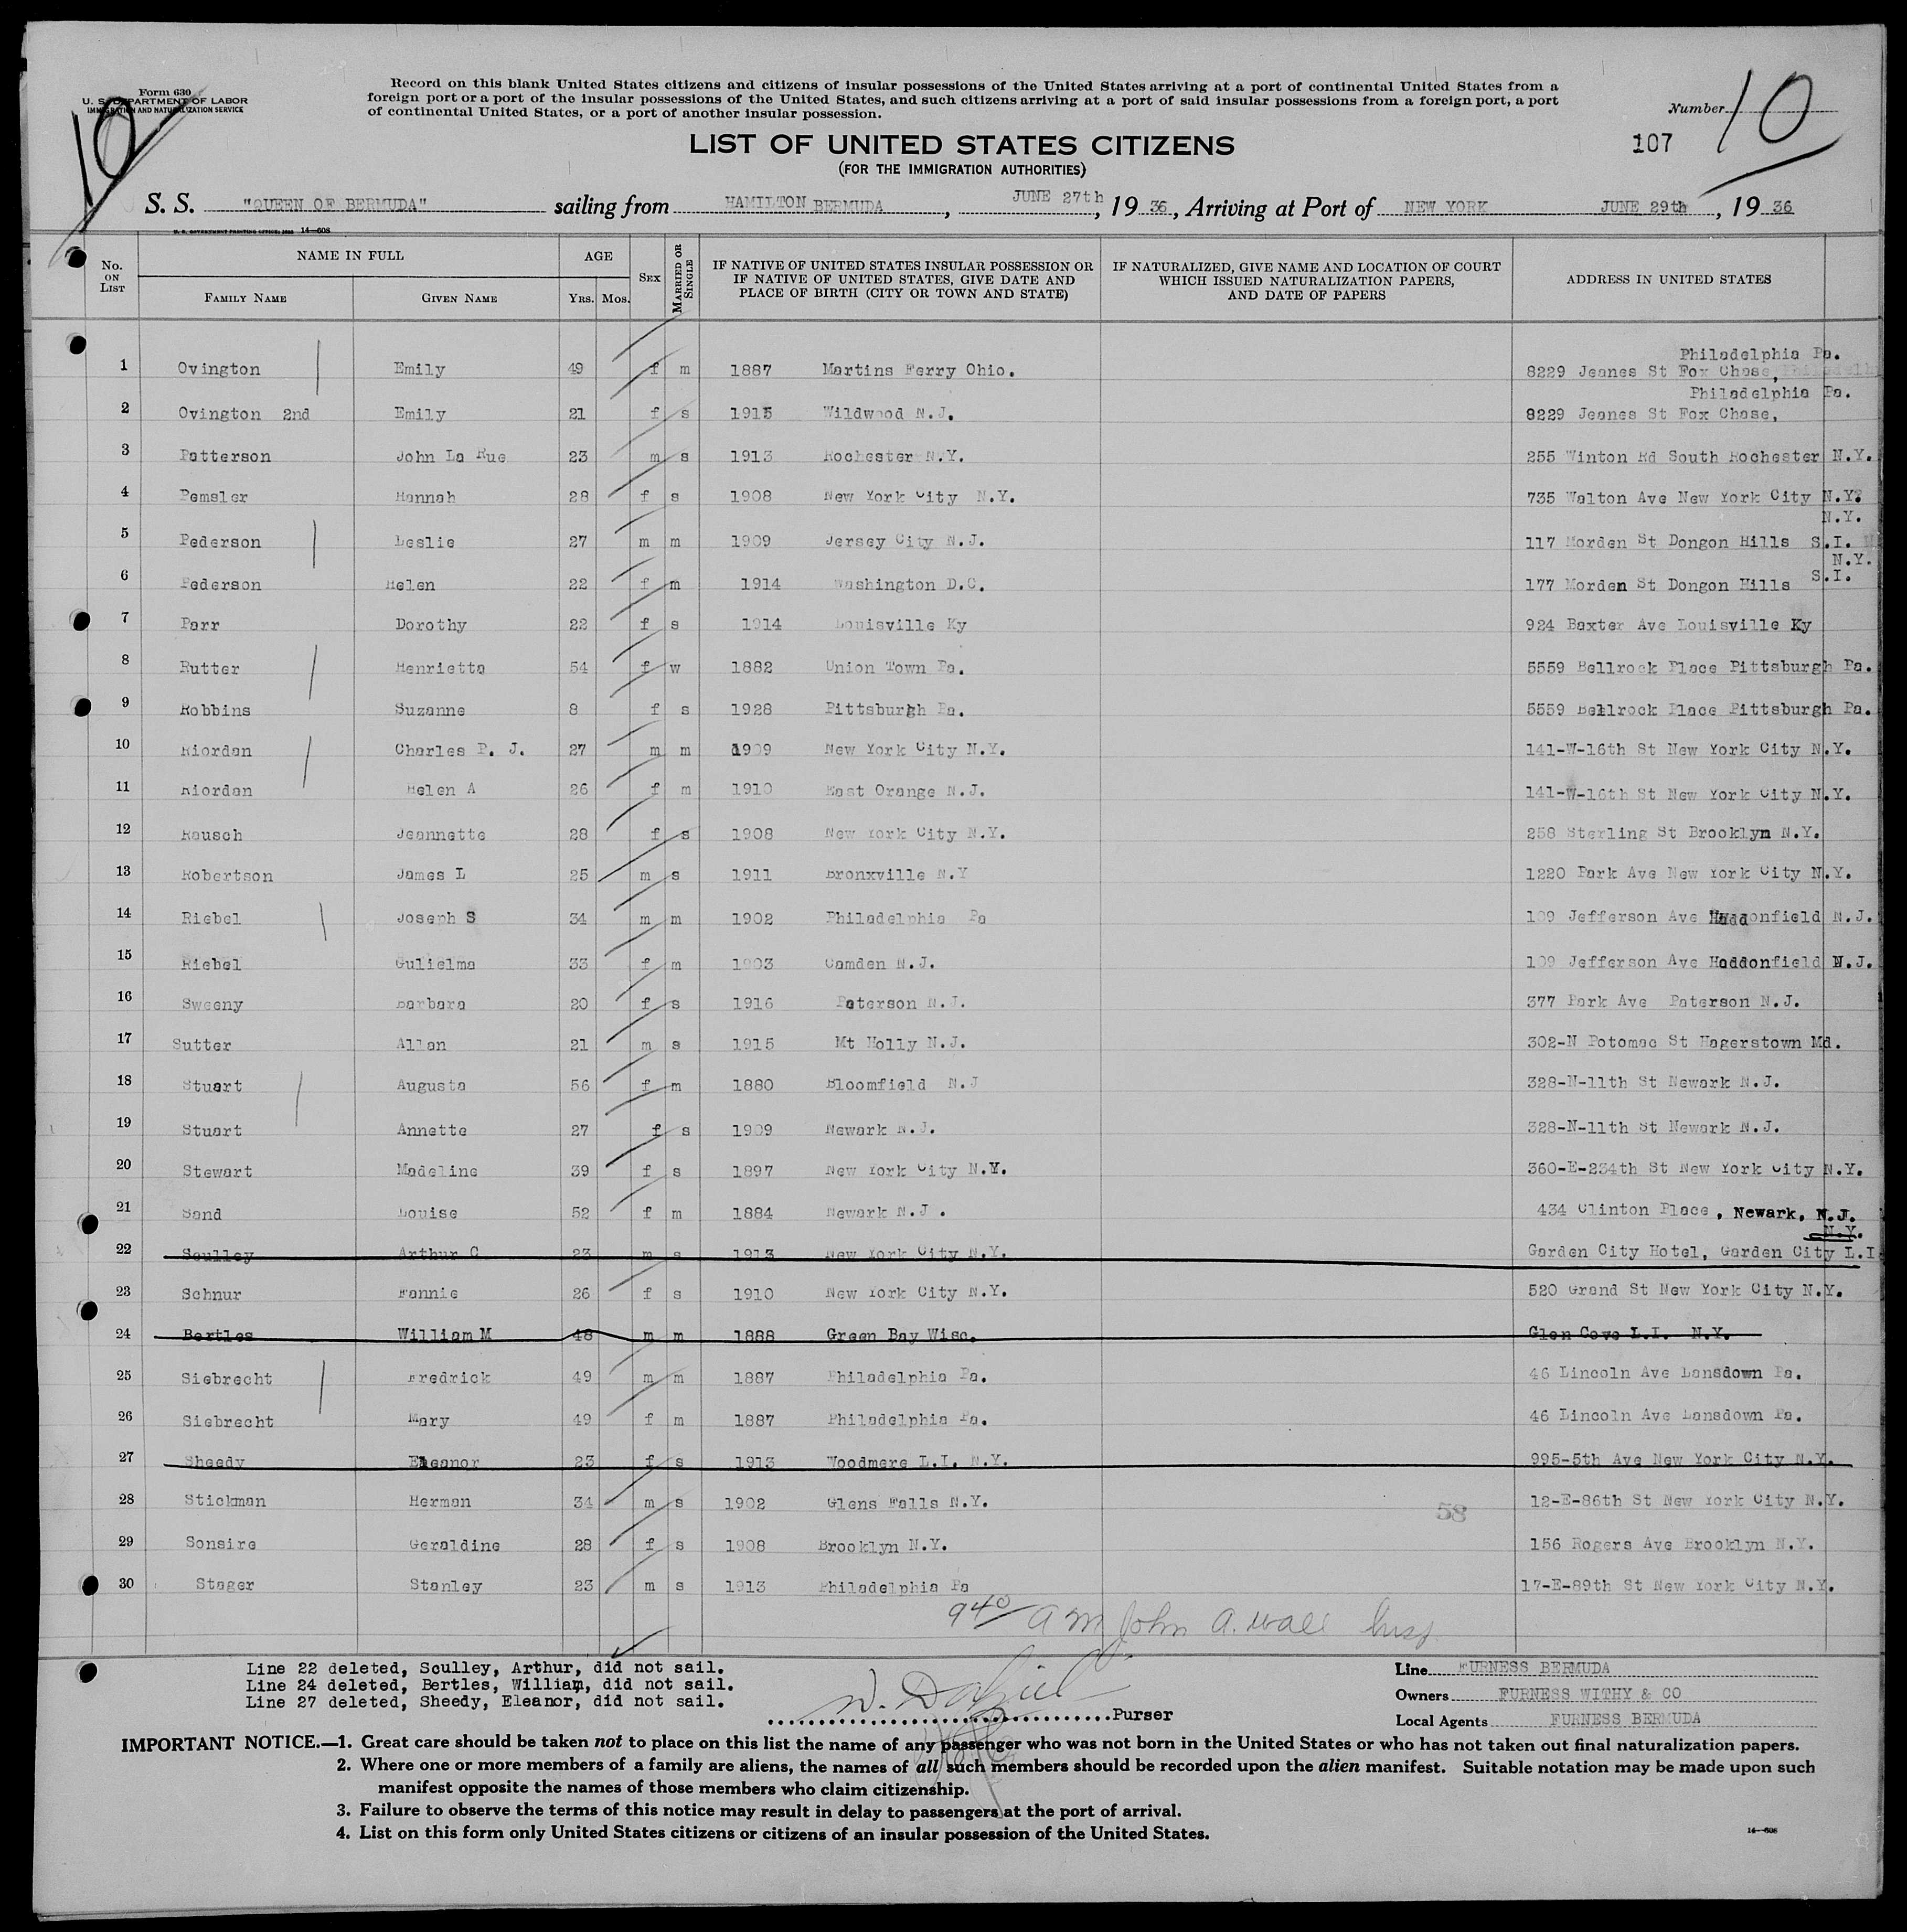 Form 630
U. S. DEPARTMENT OF LABOR
IMMIGRATION AND NATURALIZATION SERVICE
10
Record on this blank United States citizens and citizens of insular possessions of the United States arriving at a port of continental United States from a
foreign port or a port of the insular possessions of the United States, and such citizens arriving at a port of said insular possessions from a foreign port, a port
of continental United States, or a port of another insular possession.
Number 10
107
LIST OF UNITED STATES CITIZENS
(FOR THE IMMIGRATION AUTHORITIES)
S. S. "QUEEN OF BERMUDA" sailing from HAMILTON BERMUDA, JUNE 27th, 19 36, Arriving at Port of NEW YORK JUNE 29th, 19 36
U. S. GOVERNMENT PRINTING OFFICE: 14—608
No. ON LIST NAME IN FULL AGE SEX MARRIED OR SINGLE IF NATIVE OF UNITED STATES INSULAR POSSESSION OR IF NATIVE OF UNITED STATES, GIVE DATE AND PLACE OF BIRTH (CITY OR TOWN AND STATE) IF NATURALIZED, GIVE NAME AND LOCATION OF COURT WHICH ISSUED NATURALIZATION PAPERS, AND DATE OF PAPERS ADDRESS IN UNITED STATES
FAMILY NAME GIVEN NAME YRS. MOS.
Philadelphia Pa.
1 Ovington Emily 49 f m 1887 Martins Ferry Ohio. 8229 Jeanes St Fox Chase,
Philadelphia Pa.
2 Ovington 2nd Emily 21 f s 1915 Wildwood N.J. 8229 Jeanes St Fox Chase,
3 Patterson John La Rue 23 m s 1913 Rochester N.Y. 255 Winton Rd South Rochester N.Y.
4 Pemsler Hannah 28 f s 1908 New York City N.Y. 735 Walton Ave New York City N.Y.
N.Y.
5 Pederson Leslie 27 m m 1909 Jersey City N.J. 117 Morden St Dongon Hills S.I.
N.Y.
6 Pederson Helen 22 f m 1914 Washington D.C. 177 Morden St Dongon Hills S.I.
7 Parr Dorothy 22 f s 1914 Louisville Ky 924 Baxter Ave Louisville Ky
8 Rutter Henrietta 54 f w 1882 Union Town Pa. 5559 Bellrock Place Pittsburgh Pa.
9 Robbins Suzanne 8 f s 1928 Pittsburgh Pa. 5559 Bellrock Place Pittsburgh Pa.
10 Riordan Charles P. J. 27 m m 1909 New York City N.Y. 141-W-16th St New York City N.Y.
11 Riordan Helen A 26 f m 1910 East Orange N.J. 141-W-16th St New York City N.Y.
12 Rausch Jeannette 28 f s 1908 New York City N.Y. 258 Sterling St Brooklyn N.Y.
13 Robertson James L 25 m s 1911 Bronxville N.Y 1220 Park Ave New York City N.Y.
14 Riebel Joseph S 34 m m 1902 Philadelphia Pa 109 Jefferson Ave Haddonfield N.J.
15 Riebel Gulielma 33 f m 1903 Camden N.J. 109 Jefferson Ave Haddonfield N.J.
16 Sweeny Barbara 20 f s 1916 Paterson N.J. 377 Park Ave Paterson N.J.
17 Sutter Allan 21 m s 1915 Mt Holly N.J. 302-N Potomac St Hagerstown Md.
18 Stuart Augusta 56 f m 1880 Bloomfield N.J 328-N-11th St Newark N.J.
19 Stuart Annette 27 f s 1909 Newark N.J. 328-N-11th St Newark N.J.
20 Stewart Madeline 39 f s 1897 New York City N.Y. 360-E-234th St New York City N.Y.
21 Sand Louise 52 f m 1884 Newark N.J. 434 Clinton Place, Newark, N.J.
N.Y.
22 Sculley Arthur C 23 m s 1913 New York City N.Y. Garden City Hotel, Garden City L.I
23 Schnur Fannie 26 f s 1910 New York City N.Y. 520 Grand St New York City N.Y.
24 Bertles William M 48 m m 1888 Green Bay Wisc. Glen Cove L.I. N.Y.
25 Siebrecht Fredrick 49 m m 1887 Philadelphia Pa. 46 Lincoln Ave Lansdown Pa.
26 Siebrecht Mary 49 f m 1887 Philadelphia Pa. 46 Lincoln Ave Lansdown Pa.
27 Sheedy Eleanor 23 f s 1913 Woodmere L.I. N.Y. 995-5th Ave New York City N.Y.
28 Stickman Herman 34 m s 1902 Glens Falls N.Y. 12-E-86th St New York City N.Y.
58
29 Sonsire Geraldine 28 f s 1908 Brooklyn N.Y. 156 Rogers Ave Brooklyn N.Y.
30 Stager Stanley 23 m s 1913 Philadelphia Pa 17-E-89th St New York City N.Y.
940 AM John A. Wall Insp
Line 22 deleted, Sculley, Arthur, did not sail.
Line 24 deleted, Bertles, William, did not sail.
Line 27 deleted, Sheedy, Eleanor, did not sail.
Purser
Line FURNESS BERMUDA
Owners FURNESS WITHY & CO
Local Agents FURNESS BERMUDA
IMPORTANT NOTICE.—1. Great care should be taken not to place on this list the name of any passenger who was not born in the United States or who has not taken out final naturalization papers.
2. Where one or more members of a family are aliens, the names of all such members should be recorded upon the alien manifest. Suitable notation may be made upon such
manifest opposite the names of those members who claim citizenship.
3. Failure to observe the terms of this notice may result in delay to passengers at the port of arrival.
4. List on this form only United States citizens or citizens of an insular possession of the United States.
14—608